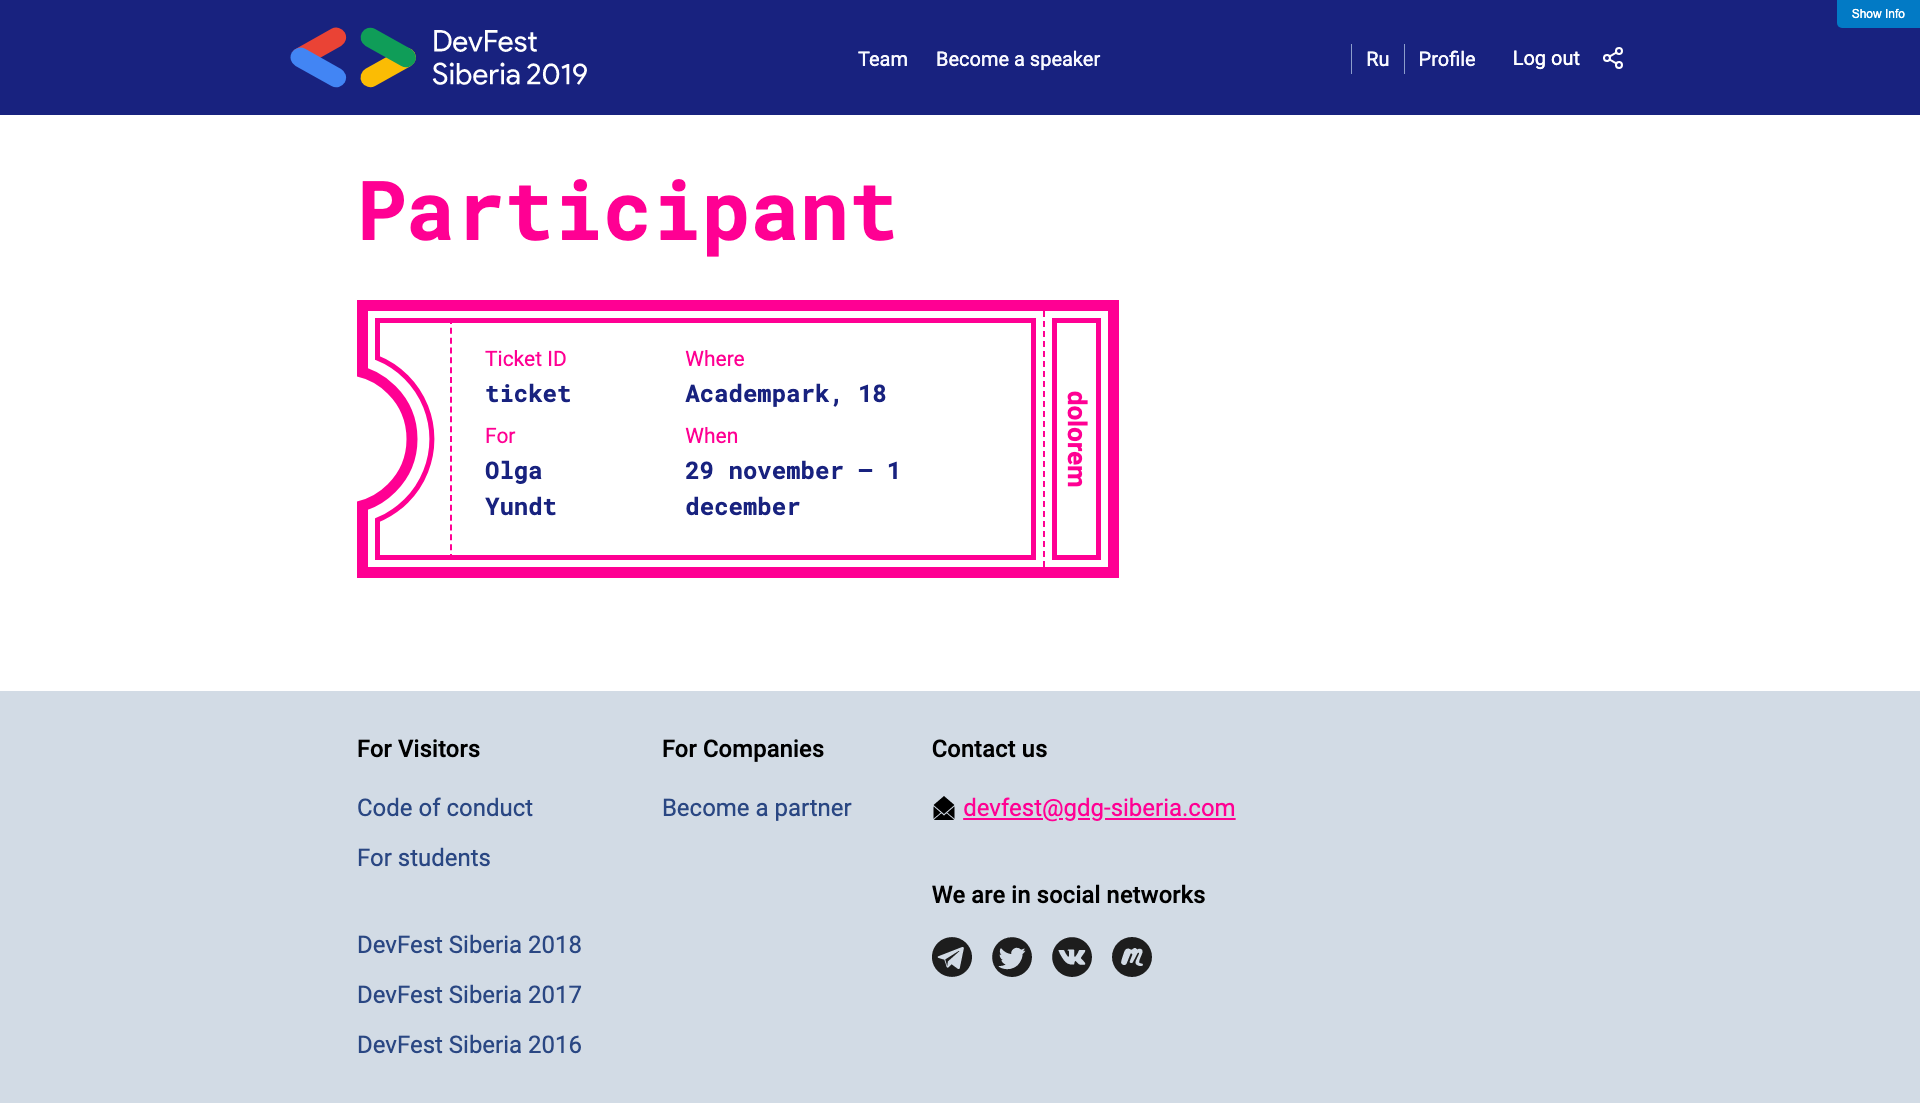 Show Info
DevFest
Siberia 2019
Team
Become a speaker
Ru
Profile
Log out
Participant
Ticket ID
ticket
Where
Academpark, 18
For
Olga
Yundt
When
29 november – 1
december
dolorem
For Visitors
Code of conduct
For students
DevFest Siberia 2018
DevFest Siberia 2017
DevFest Siberia 2016
For Companies
Become a partner
Contact us
devfest@gdg-siberia.com
We are in social networks